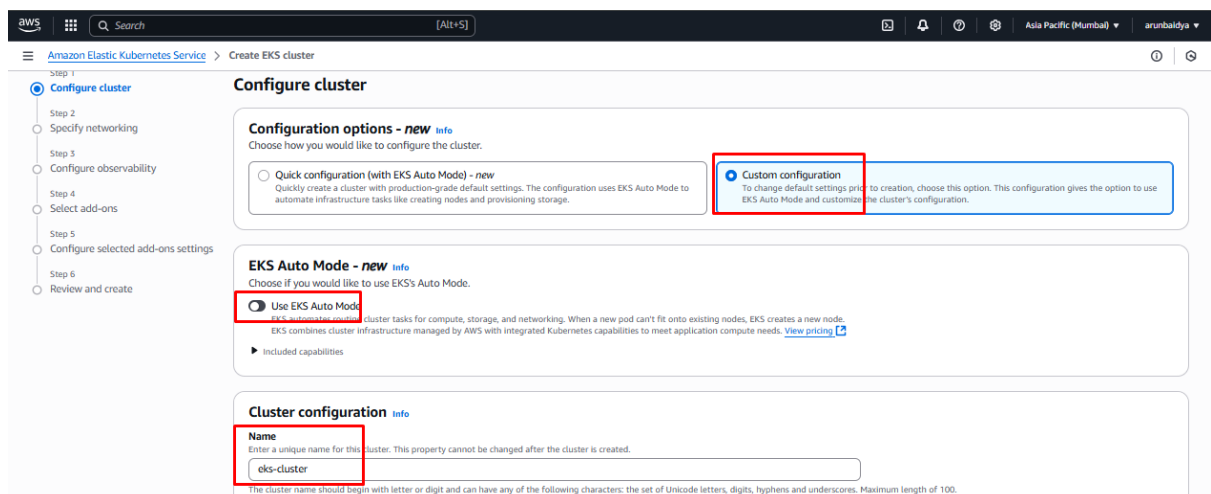 aws
Search
[Alt+S]
Asia Pacific (Mumbai)
arunbaidya
Amazon Elastic Kubernetes Service > Create EKS cluster
Step 1
Configure cluster
Step 2
Specify networking
Step 3
Configure observability
Step 4
Select add-ons
Step 5
Configure selected add-ons settings
Step 6
Review and create
Configure cluster
Configuration options - new Info
Choose how you would like to configure the cluster.
Quick configuration (with EKS Auto Mode) - new
Quickly create a cluster with production-grade default settings. The configuration uses EKS Auto Mode to
automate infrastructure tasks like creating nodes and provisioning storage.
Custom configuration
To change default settings prior to creation, choose this option. This configuration gives the option to use
EKS Auto Mode and customize the cluster's configuration.
EKS Auto Mode - new Info
Choose if you would like to use EKS's Auto Mode.
Use EKS Auto Mode
EKS automates routine cluster tasks for compute, storage, and networking. When a new pod can't fit onto existing nodes, EKS creates a new node.
EKS combines cluster infrastructure managed by AWS with integrated Kubernetes capabilities to meet application compute needs. View pricing
Included capabilities
Cluster configuration Info
Name
Enter a unique name for this cluster. This property cannot be changed after the cluster is created.
eks-cluster
The cluster name should begin with letter or digit and can have any of the following characters: the set of Unicode letters, digits, hyphens and underscores. Maximum length of 100.